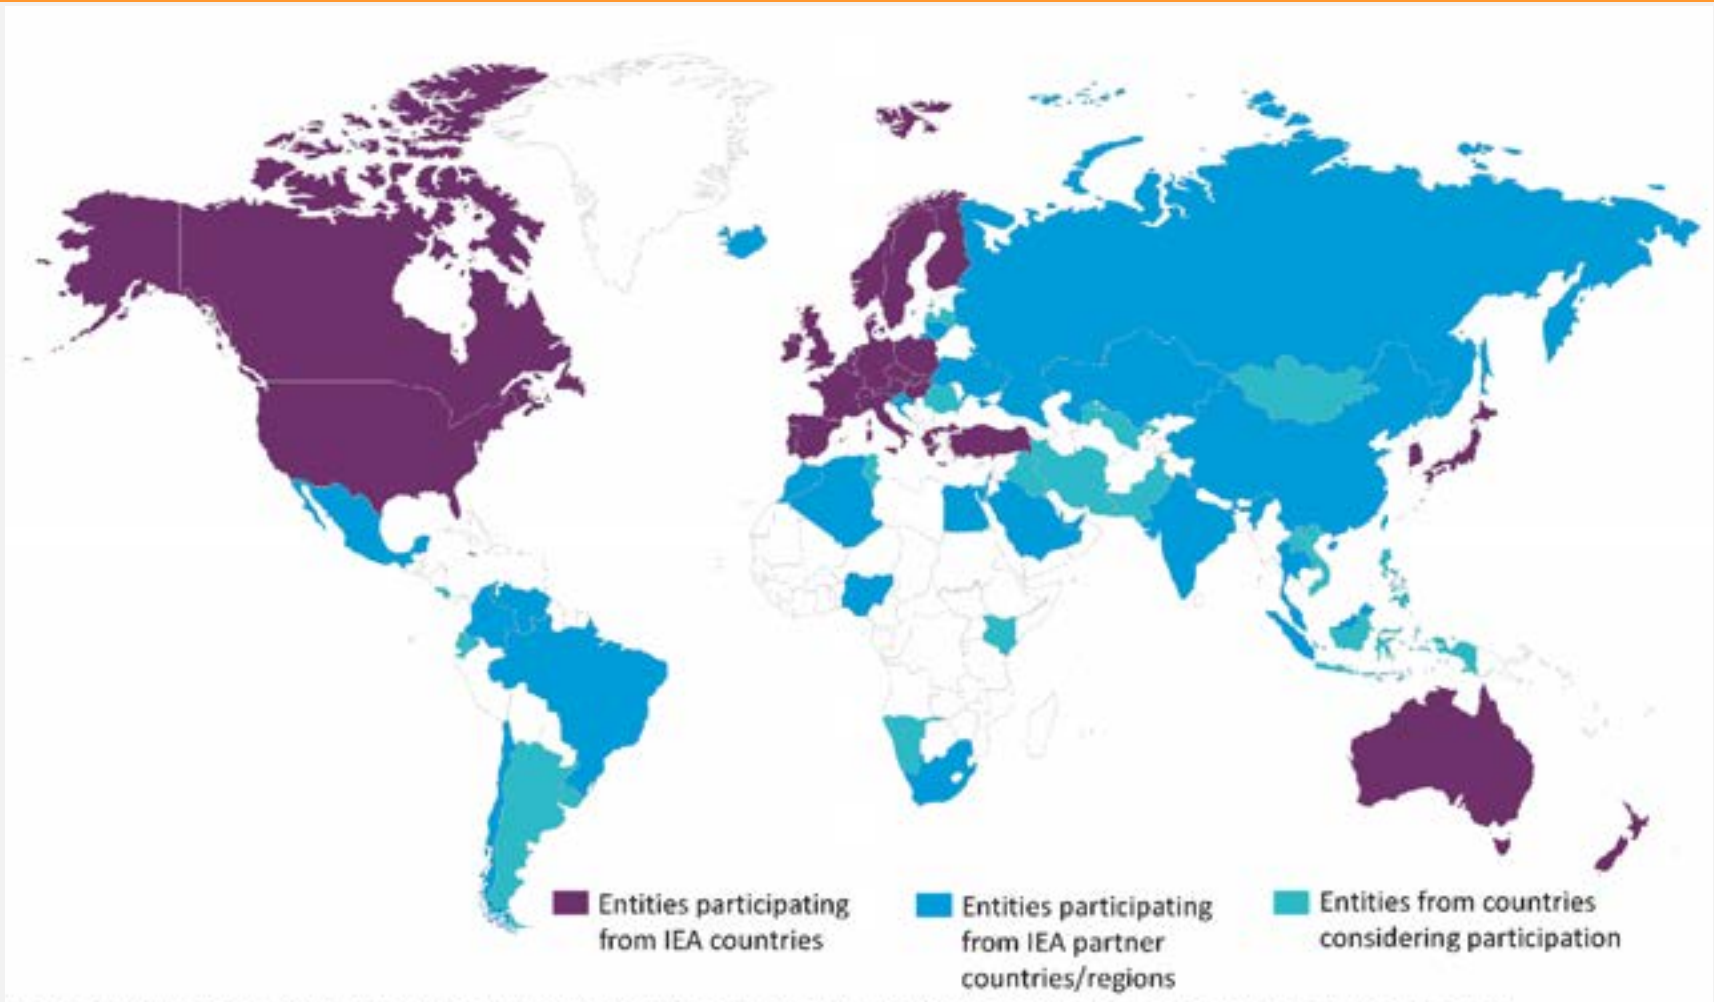 Entities participating
from IEA countries
Entities participating
from IEA partner
countries/regions
Entities from countries
considering participation